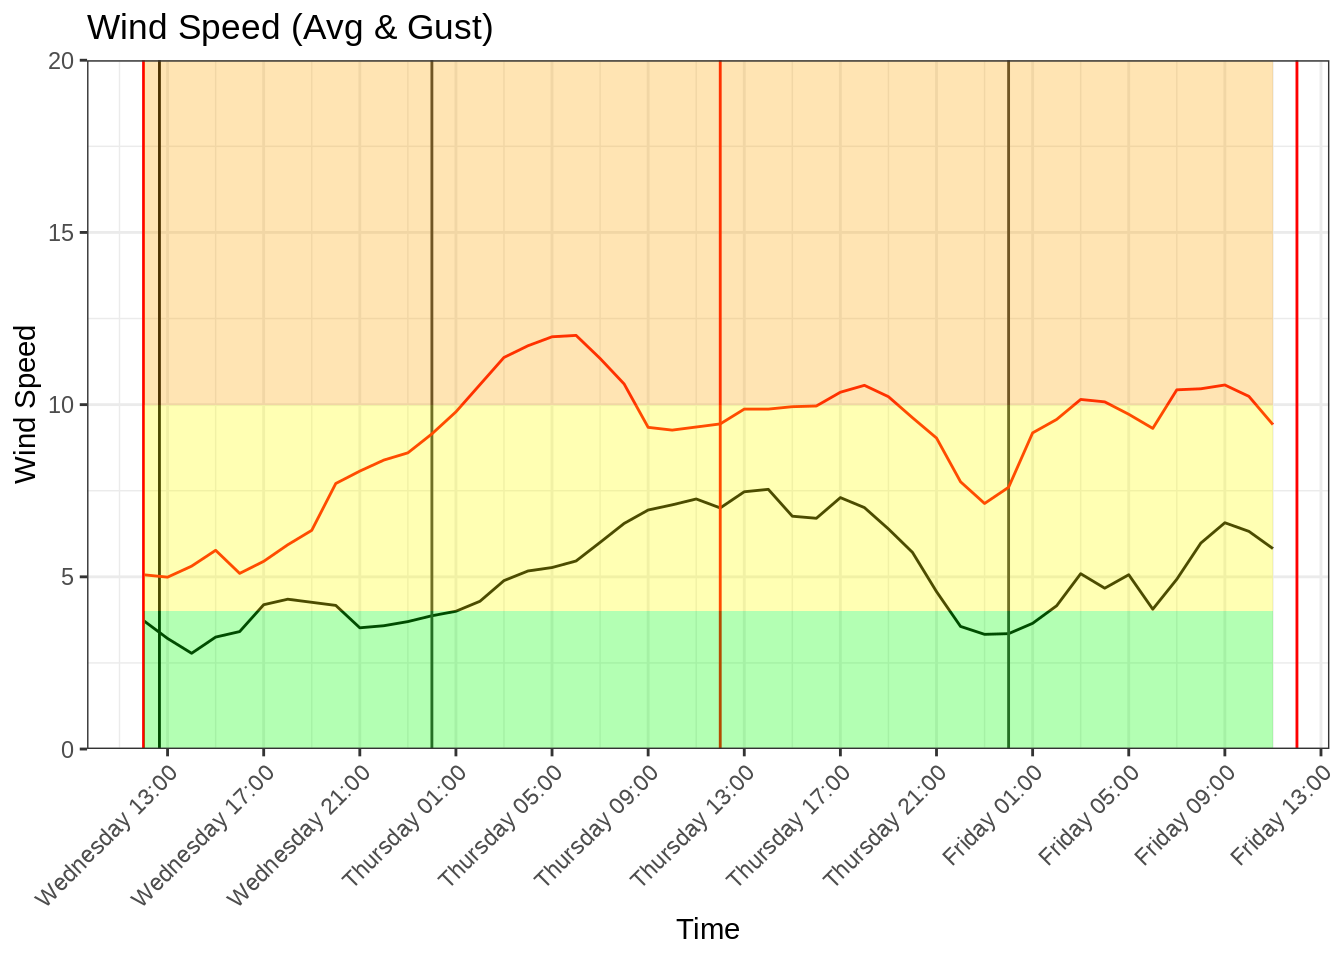 Wind Speed (Avg & Gust)
20
15
10
5
0
Wind Speed
Wednesday 13:00
Wednesday 17:00
Wednesday 21:00
Thursday 01:00
Thursday 05:00
Thursday 09:00
Thursday 13:00
Thursday 17:00
Thursday 21:00
Friday 01:00
Friday 05:00
Friday 09:00
Friday 13:00
Time